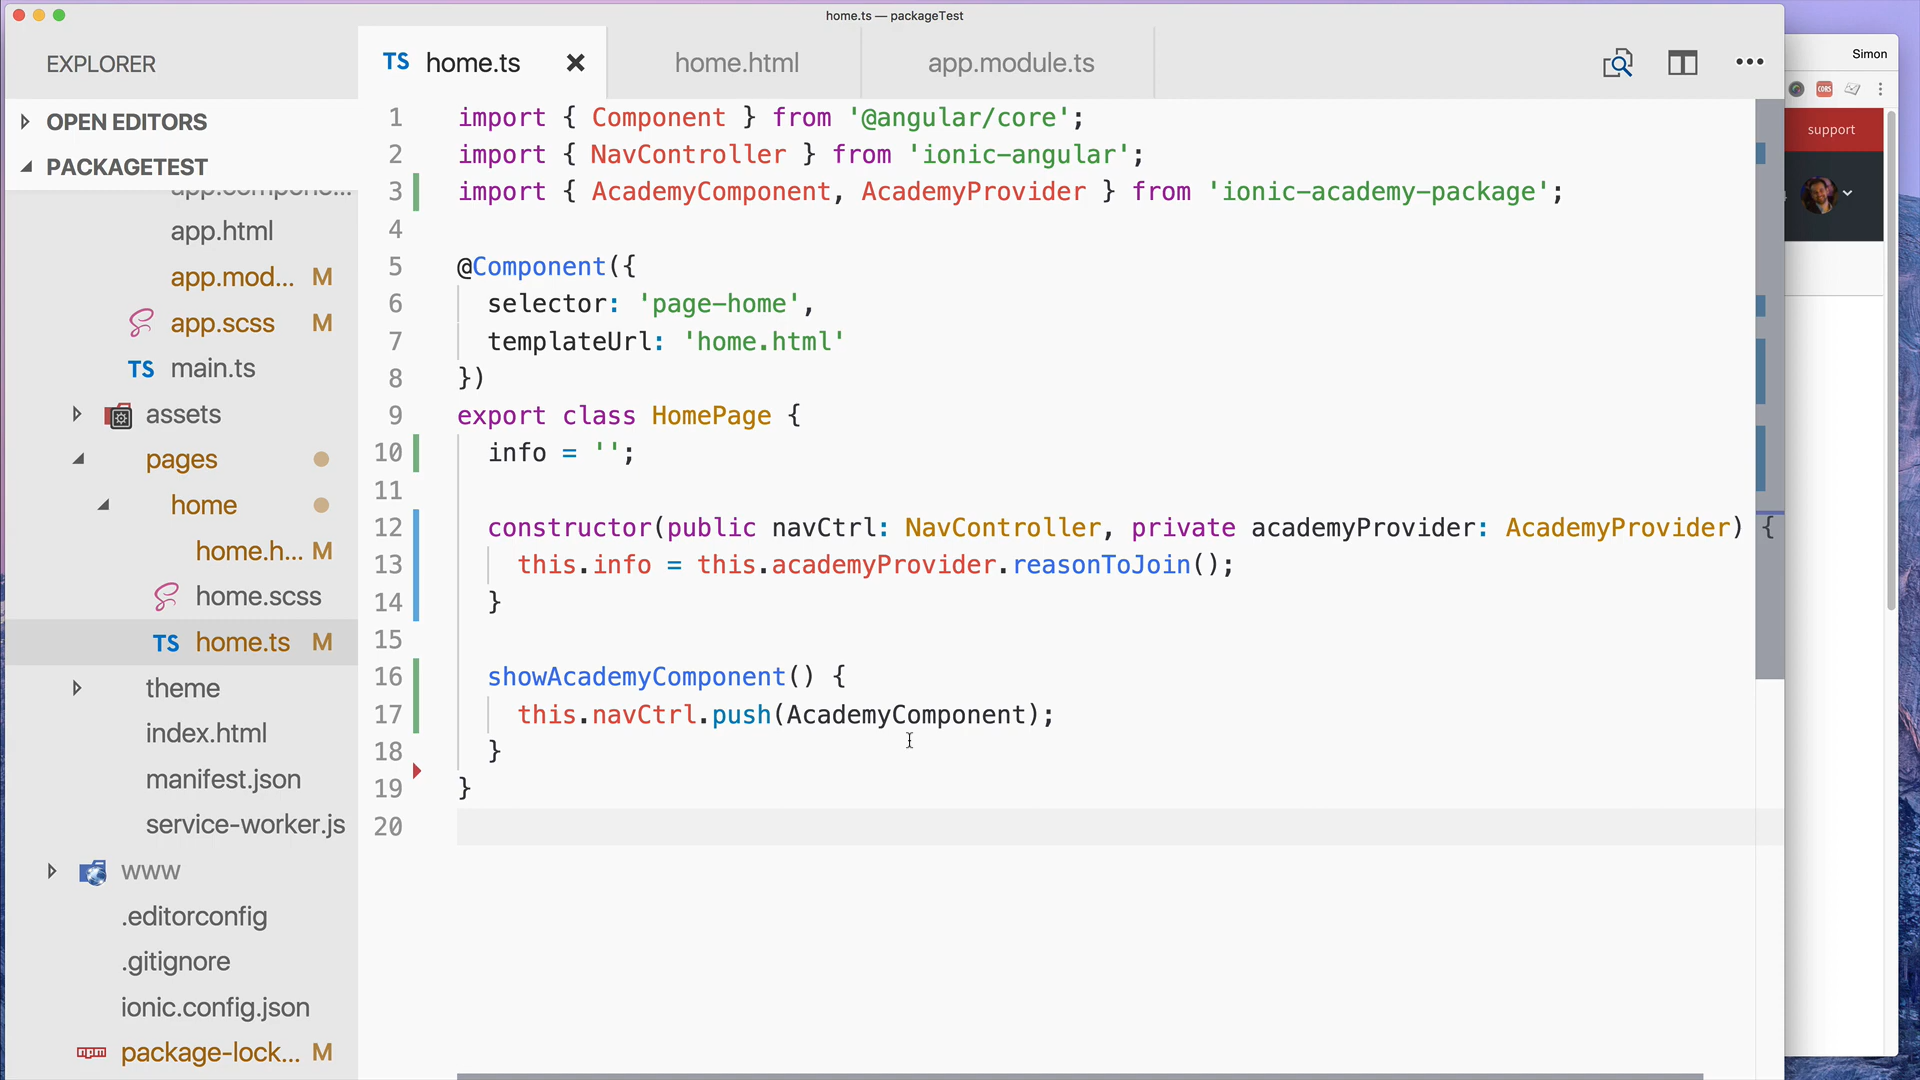 home.ts — packageTest
EXPLORER
TS home.ts
home.html
app.module.ts
OPEN EDITORS
PACKAGETEST
app.compone...
app.html
app.mod... M
app.scss M
TS main.ts
assets
pages
home
home.h... M
home.scss
TS home.ts M
theme
index.html
manifest.json
service-worker.js
www
.editorconfig
.gitignore
ionic.config.json
package-lock... M
1 import { Component } from '@angular/core';
2 import { NavController } from 'ionic-angular';
3 import { AcademyComponent, AcademyProvider } from 'ionic-academy-package';
4
5 @Component({
6 selector: 'page-home',
7 templateUrl: 'home.html'
8 })
9 export class HomePage {
10 info = '';
11
12 constructor(public navCtrl: NavController, private academyProvider: AcademyProvider) {
13 this.info = this.academyProvider.reasonToJoin();
14 }
15
16 showAcademyComponent() {
17 this.navCtrl.push(AcademyComponent);
18 }
19 }
20
Simon
CORS
support